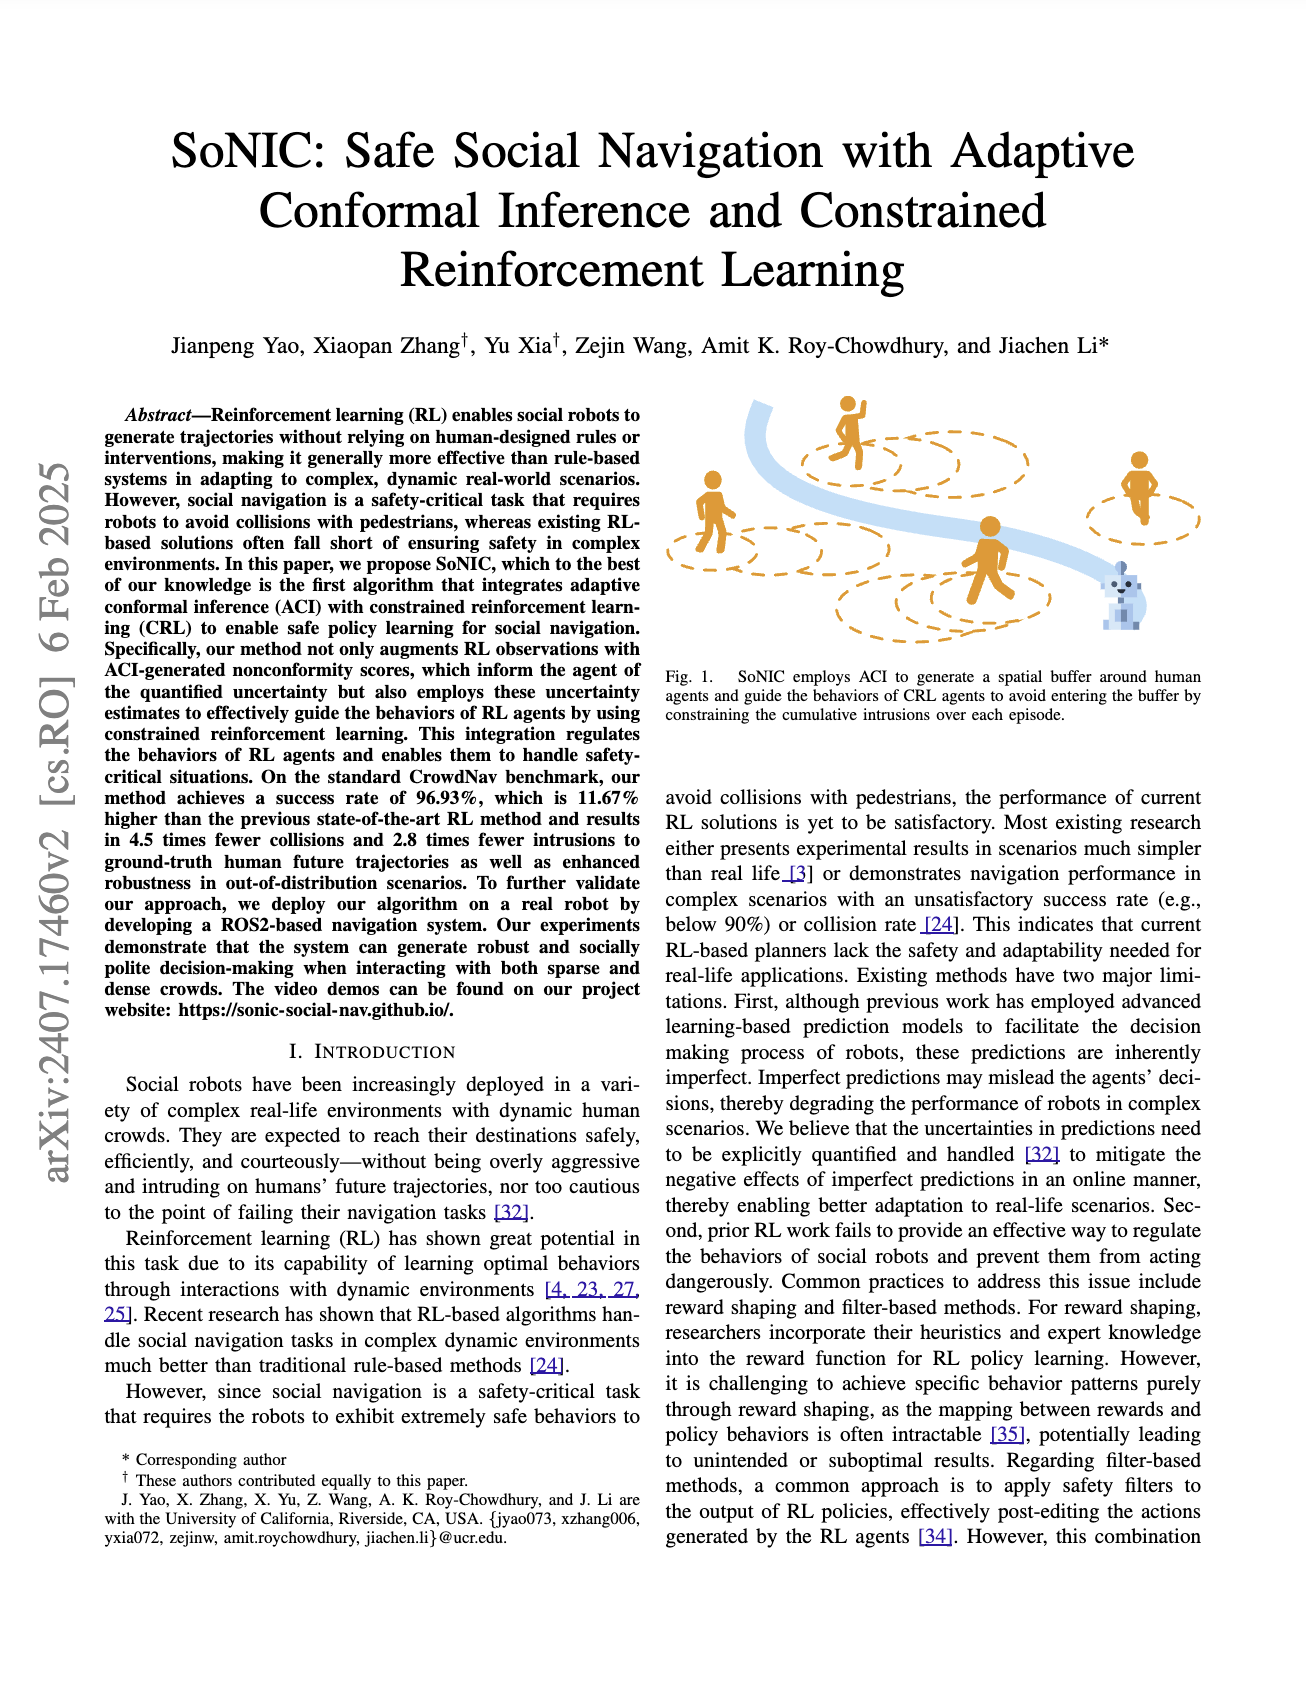 SoNIC: Safe Social Navigation with Adaptive
Conformal Inference and Constrained
Reinforcement Learning
Jianpeng Yao, Xiaopan Zhang†, Yu Xia†, Zejin Wang, Amit K. Roy-Chowdhury, and Jiachen Li*
arXiv:2407.17460v2 [cs.RO] 6 Feb 2025
Abstract—Reinforcement learning (RL) enables social robots to
generate trajectories without relying on human-designed rules or
interventions, making it generally more effective than rule-based
systems in adapting to complex, dynamic real-world scenarios.
However, social navigation is a safety-critical task that requires
robots to avoid collisions with pedestrians, whereas existing RL-
based solutions often fall short of ensuring safety in complex
environments. In this paper, we propose SoNIC, which to the best
of our knowledge is the first algorithm that integrates adaptive
conformal inference (ACI) with constrained reinforcement learn-
ing (CRL) to enable safe policy learning for social navigation.
Specifically, our method not only augments RL observations with
ACI-generated nonconformity scores, which inform the agent of
the quantified uncertainty but also employs these uncertainty
estimates to effectively guide the behaviors of RL agents by using
constrained reinforcement learning. This integration regulates
the behaviors of RL agents and enables them to handle safety-
critical situations. On the standard CrowdNav benchmark, our
method achieves a success rate of 96.93%, which is 11.67%
higher than the previous state-of-the-art RL method and results
in 4.5 times fewer collisions and 2.8 times fewer intrusions to
ground-truth human future trajectories as well as enhanced
robustness in out-of-distribution scenarios. To further validate
our approach, we deploy our algorithm on a real robot by
developing a ROS2-based navigation system. Our experiments
demonstrate that the system can generate robust and socially
polite decision-making when interacting with both sparse and
dense crowds. The video demos can be found on our project
website: https://sonic-social-nav.github.io/.
I. INTRODUCTION
Social robots have been increasingly deployed in a vari-
ety of complex real-life environments with dynamic human
crowds. They are expected to reach their destinations safely,
efficiently, and courteously—without being overly aggressive
and intruding on humans' future trajectories, nor too cautious
to the point of failing their navigation tasks [32].
Reinforcement learning (RL) has shown great potential in
this task due to its capability of learning optimal behaviors
through interactions with dynamic environments [4, 23, 27,
25]. Recent research has shown that RL-based algorithms han-
dle social navigation tasks in complex dynamic environments
much better than traditional rule-based methods [24].
However, since social navigation is a safety-critical task
that requires the robots to exhibit extremely safe behaviors to
* Corresponding author
† These authors contributed equally to this paper.
J. Yao, X. Zhang, X. Yu, Z. Wang, A. K. Roy-Chowdhury, and J. Li are
with the University of California, Riverside, CA, USA. {jyao073, xzhang006,
yxia072, zejinw, amit.roychowdhury, jiachen.li}@ucr.edu.
Fig. 1. SoNIC employs ACI to generate a spatial buffer around human
agents and guide the behaviors of CRL agents to avoid entering the buffer by
constraining the cumulative intrusions over each episode.
avoid collisions with pedestrians, the performance of current
RL solutions is yet to be satisfactory. Most existing research
either presents experimental results in scenarios much simpler
than real life [3] or demonstrates navigation performance in
complex scenarios with an unsatisfactory success rate (e.g.,
below 90%) or collision rate [24]. This indicates that current
RL-based planners lack the safety and adaptability needed for
real-life applications. Existing methods have two major limi-
tations. First, although previous work has employed advanced
learning-based prediction models to facilitate the decision
making process of robots, these predictions are inherently
imperfect. Imperfect predictions may mislead the agents' deci-
sions, thereby degrading the performance of robots in complex
scenarios. We believe that the uncertainties in predictions need
to be explicitly quantified and handled [32] to mitigate the
negative effects of imperfect predictions in an online manner,
thereby enabling better adaptation to real-life scenarios. Sec-
ond, prior RL work fails to provide an effective way to regulate
the behaviors of social robots and prevent them from acting
dangerously. Common practices to address this issue include
reward shaping and filter-based methods. For reward shaping,
researchers incorporate their heuristics and expert knowledge
into the reward function for RL policy learning. However,
it is challenging to achieve specific behavior patterns purely
through reward shaping, as the mapping between rewards and
policy behaviors is often intractable [35], potentially leading
to unintended or suboptimal results. Regarding filter-based
methods, a common approach is to apply safety filters to
the output of RL policies, effectively post-editing the actions
generated by the RL agents [34]. However, this combination